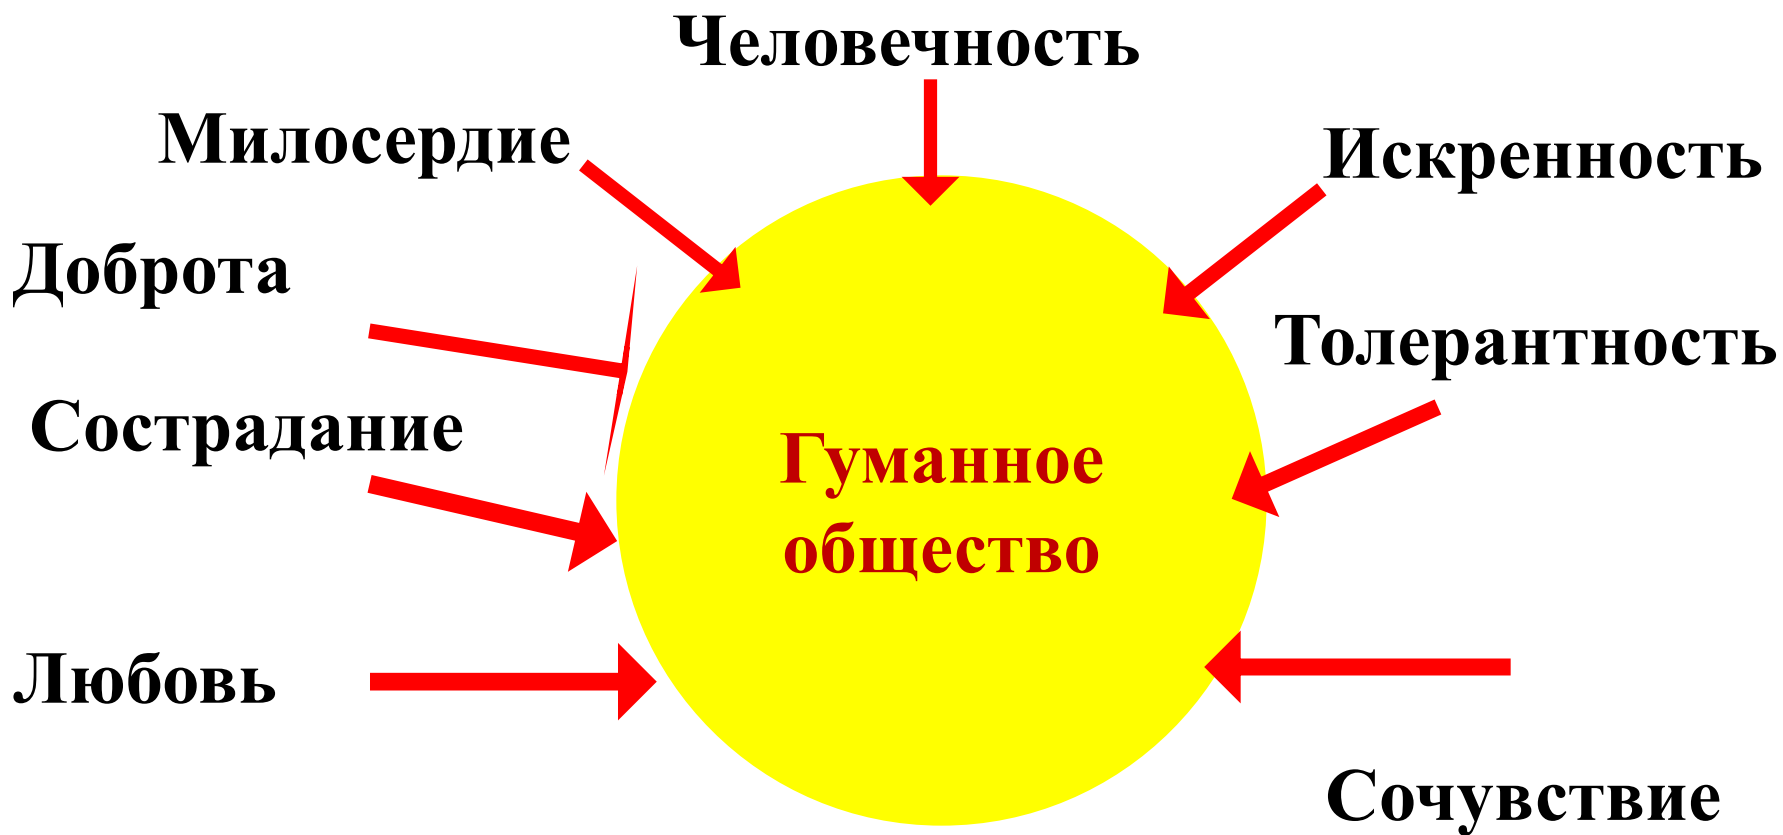 Человечность
Милосердие
Искренность
Доброта
Толерантность
Сострадание
Гуманное
общество
Любовь
Сочувствие